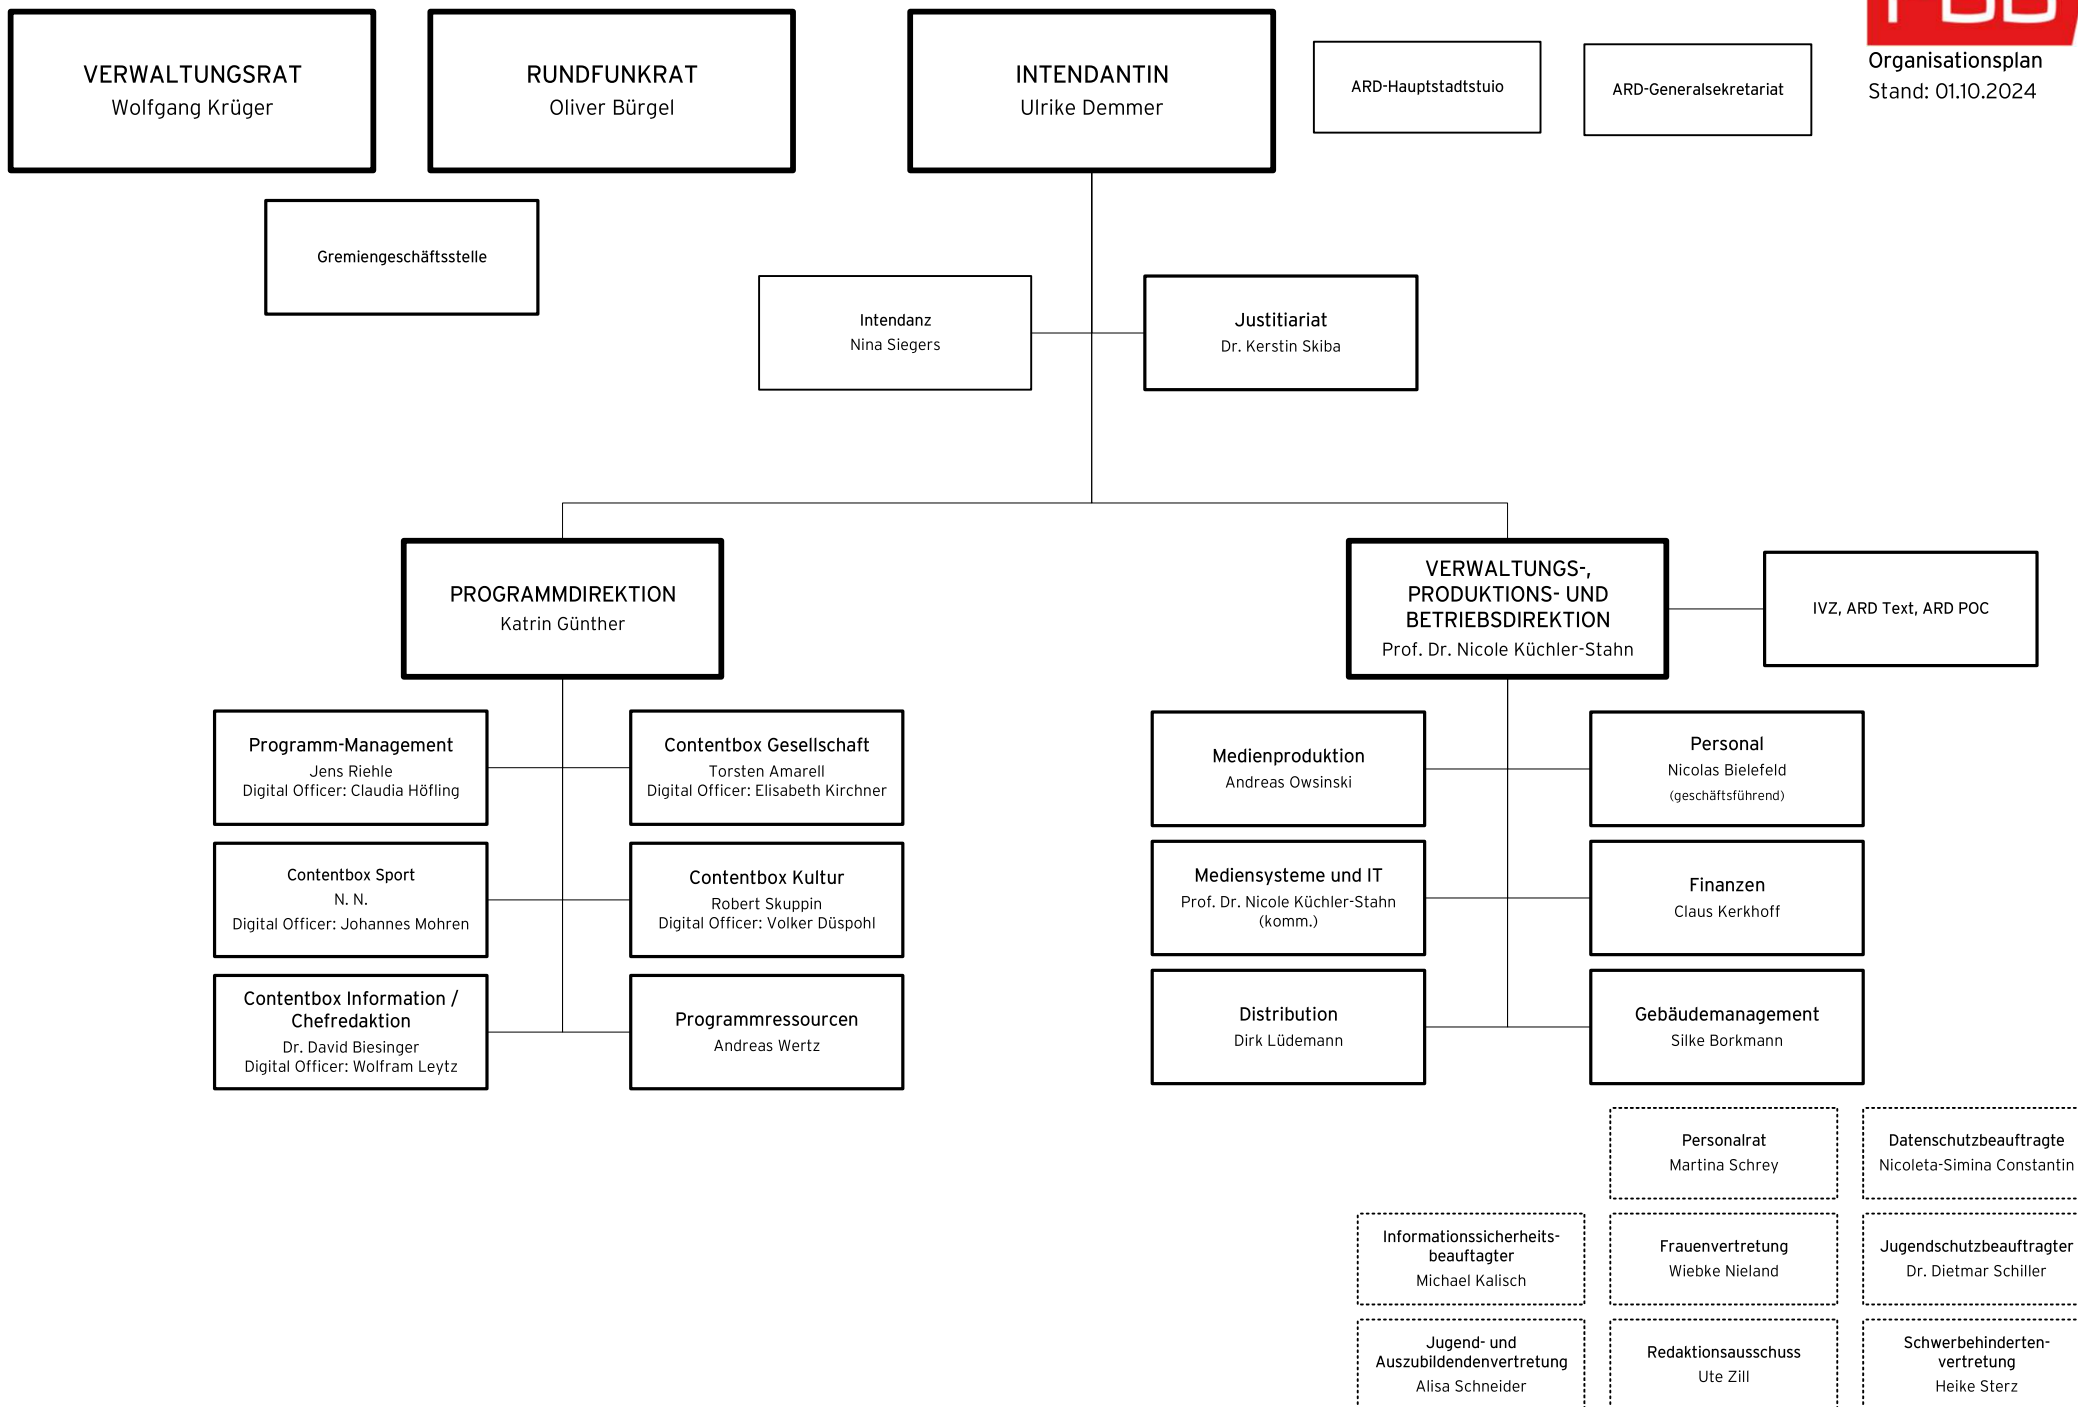 VERWALTUNGSRAT
Wolfgang Krüger
RUNDFUNKRAT
Oliver Bürgel
INTENDANTIN
Ulrike Demmer
ARD-Hauptstadtstuio
ARD-Generalsekretariat
Organisationsplan
Stand: 01.10.2024
Gremiengeschäftsstelle
Intendanz
Nina Siegers
Justitiariat
Dr. Kerstin Skiba
PROGRAMMDIREKTION
Katrin Günther
VERWALTUNGS-,
PRODUKTIONS- UND
BETRIEBSDIREKTION
Prof. Dr. Nicole Küchler-Stahn
IVZ, ARD Text, ARD POC
Programm-Management
Jens Riehle
Digital Officer: Claudia Höfling
Contentbox Gesellschaft
Torsten Amarell
Digital Officer: Elisabeth Kirchner
Contentbox Sport
N. N.
Digital Officer: Johannes Mohren
Contentbox Kultur
Robert Skuppin
Digital Officer: Volker Düspohl
Contentbox Information /
Chefredaktion
Dr. David Biesinger
Digital Officer: Wolfram Leytz
Programmressourcen
Andreas Wertz
Medienproduktion
Andreas Owsinski
Personal
Nicolas Bielefeld
(geschäftsführend)
Mediensysteme und IT
Prof. Dr. Nicole Küchler-Stahn
(komm.)
Finanzen
Claus Kerkhoff
Distribution
Dirk Lüdemann
Gebäudemanagement
Silke Borkmann
Personalrat
Martina Schrey
Datenschutzbeauftragte
Nicoleta-Simina Constantin
Informationssicherheits-
beauftagter
Michael Kalisch
Frauenvertretung
Wiebke Nieland
Jugendschutzbeauftragter
Dr. Dietmar Schiller
Jugend- und
Auszubildendenvertretung
Alisa Schneider
Redaktionsausschuss
Ute Zill
Schwerbehinderten-
vertretung
Heike Sterz